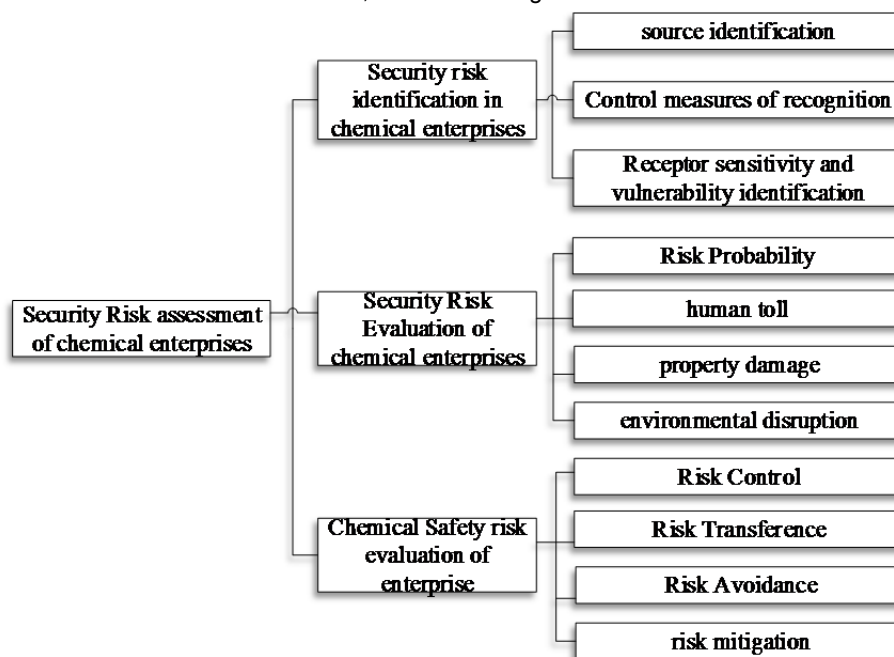 source identification
Security risk
identification in
chemical enterprises
Control measures of recognition
Receptor sensitivity and
vulnerability identification
Risk Probability
Security Risk assessment
of chemical enterprises
Security Risk
Evaluation of
chemical enterprises
human toll
property damage
environmental disruption
Risk Control
Chemical Safety risk
evaluation of
enterprise
Risk Transference
Risk Avoidance
risk mitigation